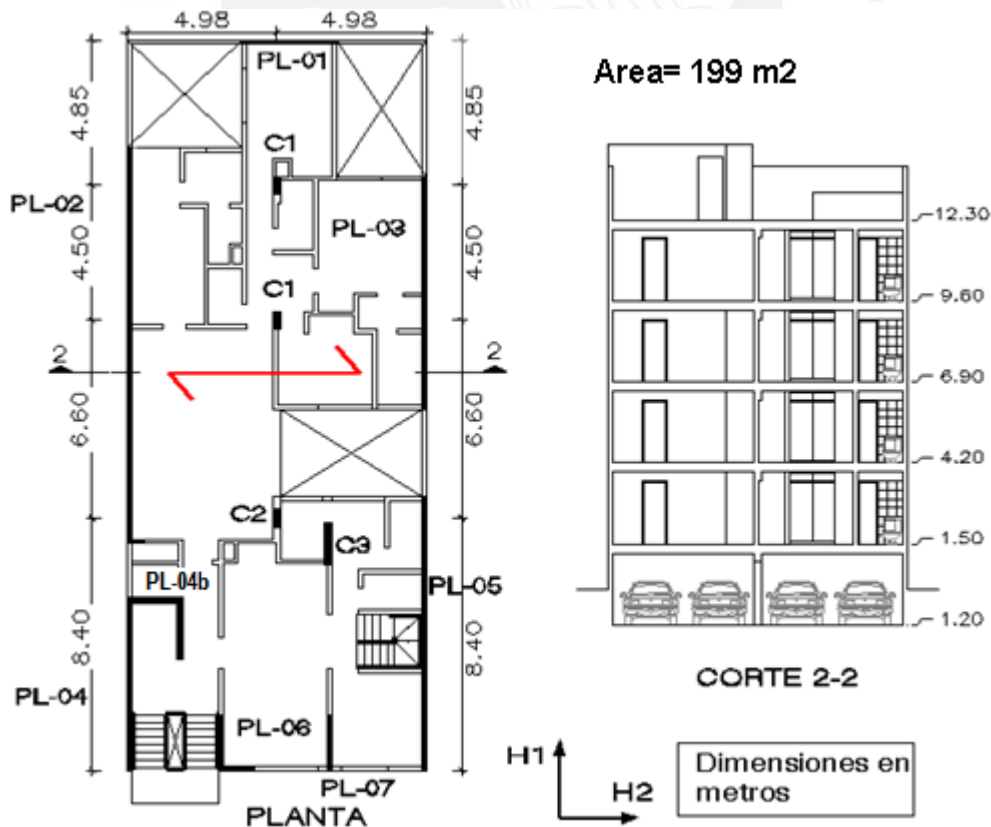 4.98
4.98
PL-01
Area= 199 m2
4.85
4.85
C1
PL-02
PL-03
12.30
4.50
4.50
C1
9.60
2
2
6.90
6.60
6.60
4.20
C2
C3
1.50
PL-04b
PL-05
1.20
8.40
8.40
CORTE 2-2
PL-04
PL-06
H1
Dimensiones en
metros
PL-07
H2
PLANTA